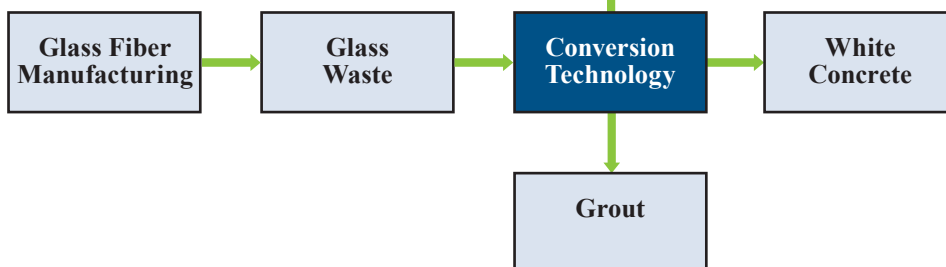 Glass Fiber
Manufacturing
Glass
Waste
Conversion
Technology
White
Concrete
Grout